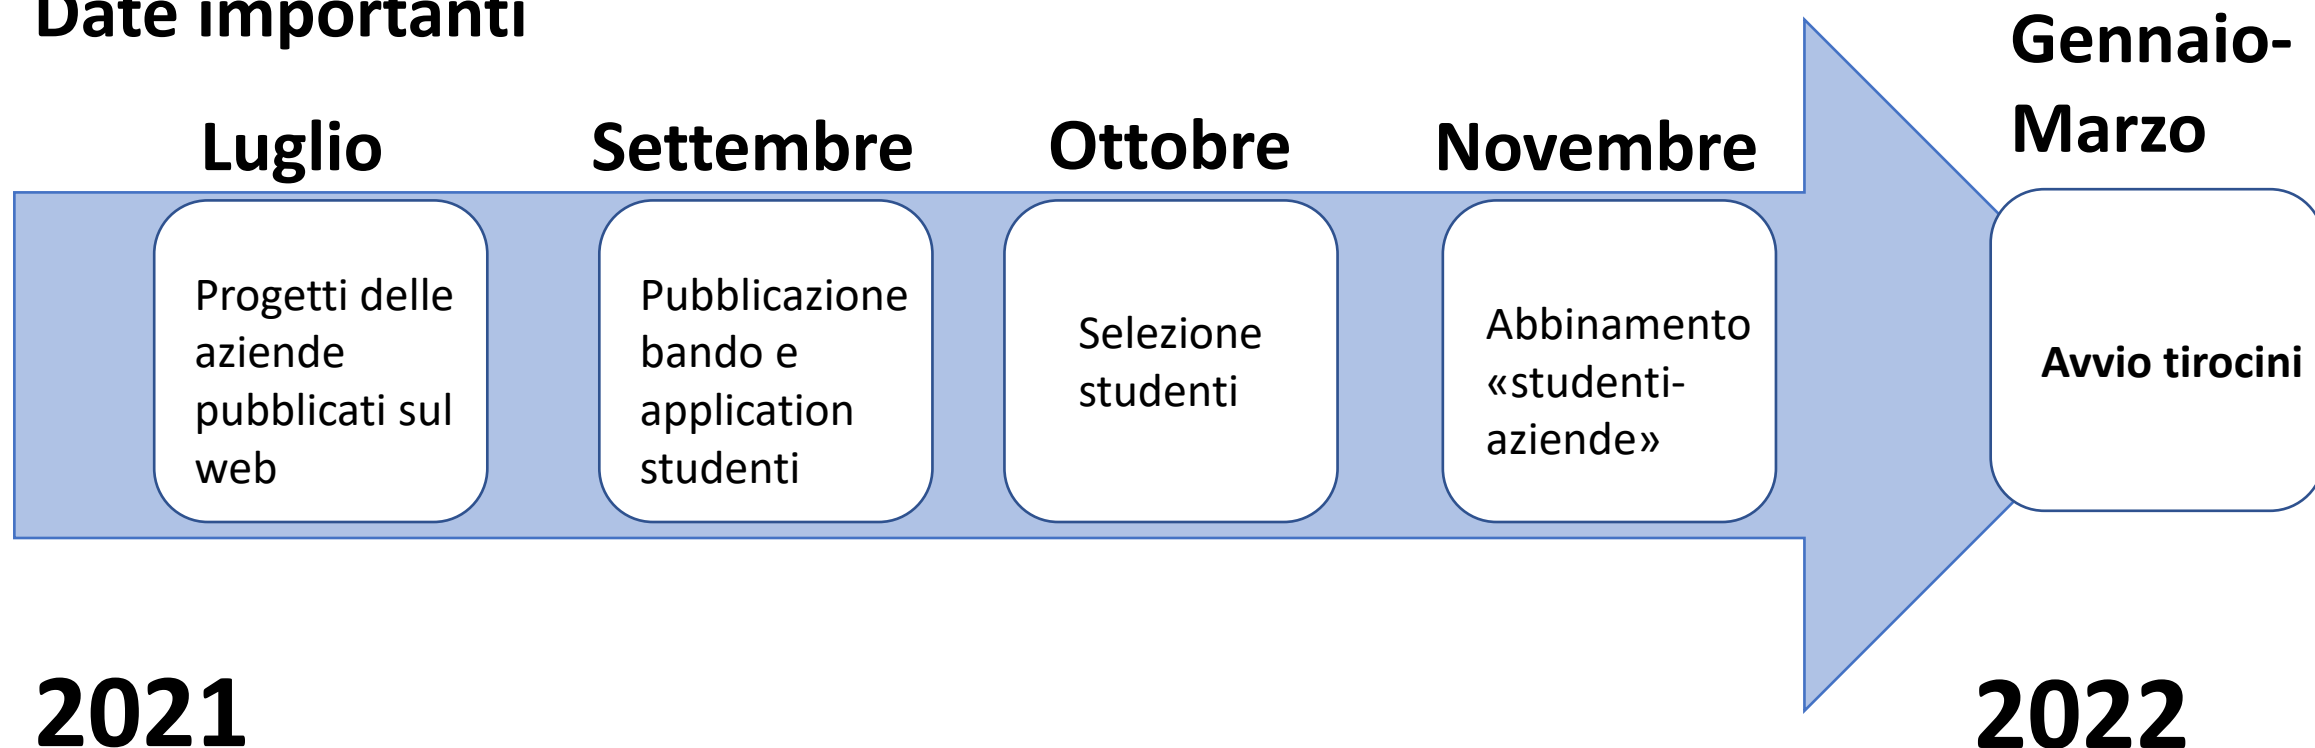 Date importanti
Gennaio-
Marzo
Luglio
Settembre
Ottobre
Novembre
Progetti delle
aziende
pubblicati sul
web
Pubblicazione
bando e
application
studenti
Selezione
studenti
Abbinamento
«studenti-
aziende»
Avvio tirocini
2021
2022